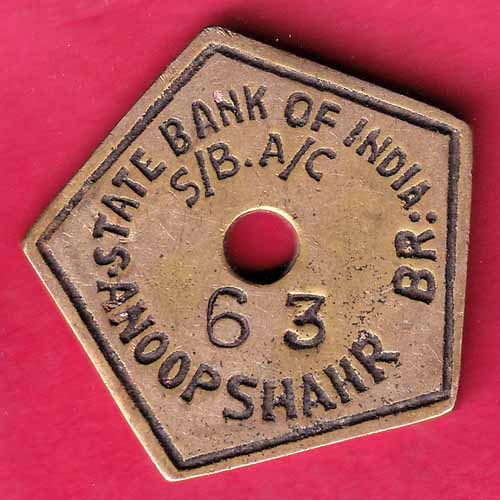 STATE BANK OF INDIA.
S/B. A/C
63
ANOOPSHAHR BR: